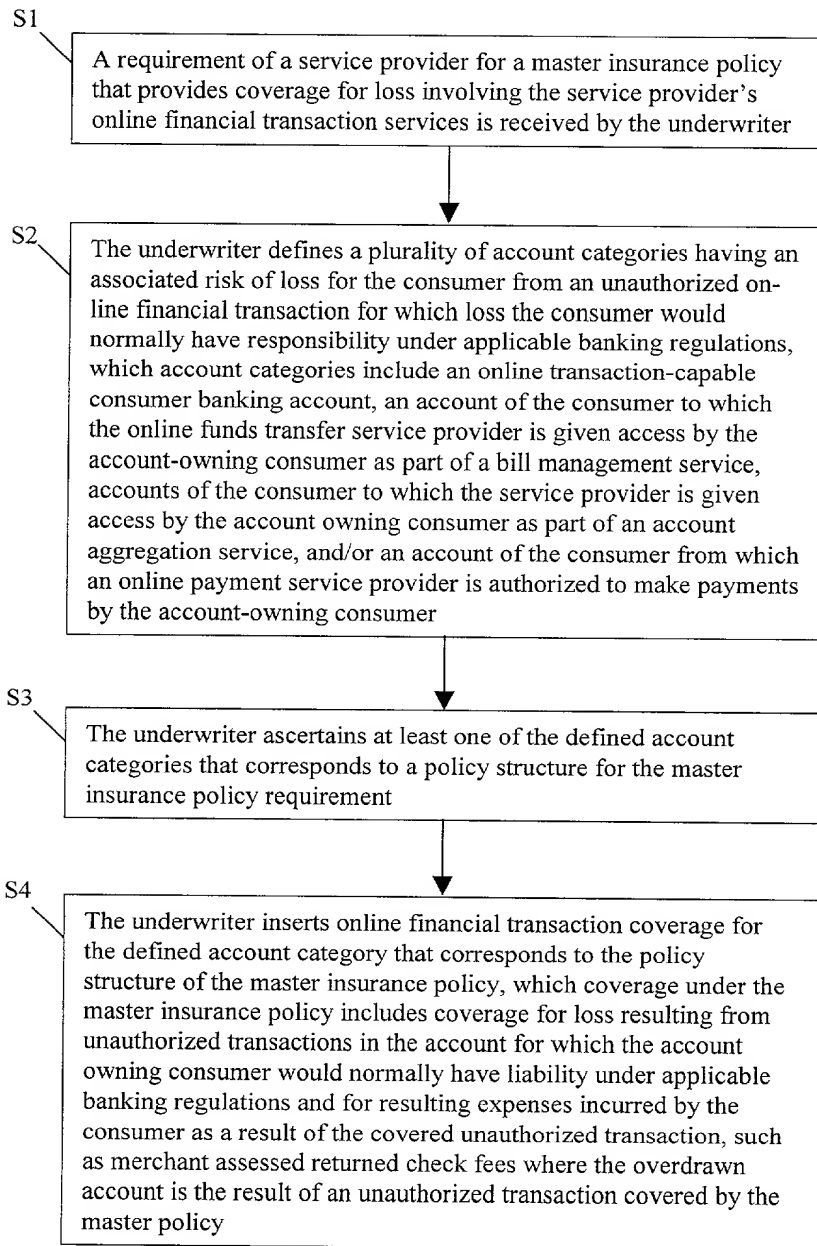 S1
A requirement of a service provider for a master insurance policy
that provides coverage for loss involving the service provider's
online financial transaction services is received by the underwriter
S2
The underwriter defines a plurality of account categories having an
associated risk of loss for the consumer from an unauthorized on-
line financial transaction for which loss the consumer would
normally have responsibility under applicable banking regulations,
which account categories include an online transaction-capable
consumer banking account, an account of the consumer to which
the online funds transfer service provider is given access by the
account-owning consumer as part of a bill management service,
accounts of the consumer to which the service provider is given
access by the account owning consumer as part of an account
aggregation service, and/or an account of the consumer from which
an online payment service provider is authorized to make payments
by the account-owning consumer
S3
The underwriter ascertains at least one of the defined account
categories that corresponds to a policy structure for the master
insurance policy requirement
S4
The underwriter inserts online financial transaction coverage for
the defined account category that corresponds to the policy
structure of the master insurance policy, which coverage under the
master insurance policy includes coverage for loss resulting from
unauthorized transactions in the account for which the account
owning consumer would normally have liability under applicable
banking regulations and for resulting expenses incurred by the
consumer as a result of the covered unauthorized transaction, such
as merchant assessed returned check fees where the overdrawn
account is the result of an unauthorized transaction covered by the
master policy